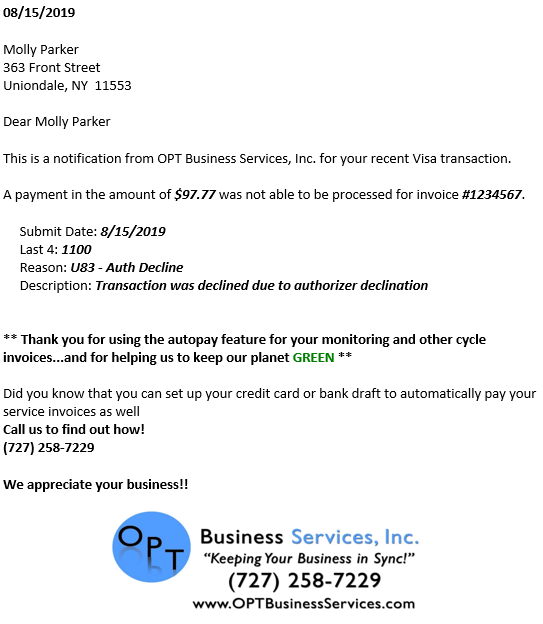 08/15/2019
Molly Parker
363 Front Street
Uniondale, NY  11553
Dear Molly Parker
This is a notification from OPT Business Services, Inc. for your recent Visa transaction.
A payment in the amount of $97.77 was not able to be processed for invoice #1234567.
Submit Date: 8/15/2019
Last 4: 1100
Reason: U83 - Auth Decline
Description: Transaction was declined due to authorizer declination
** Thank you for using the autopay feature for your monitoring and other cycle
invoices...and for helping us to keep our planet GREEN **
Did you know that you can set up your credit card or bank draft to automatically pay your
service invoices as well
Call us to find out how!
(727) 258-7229
We appreciate your business!!
OPT Business Services, Inc.
“Keeping Your Business in Sync!”
(727) 258-7229
www.OPTBusinessServices.com